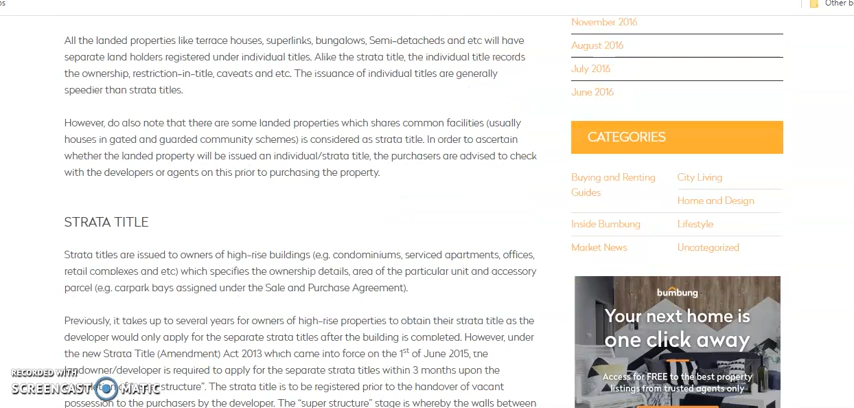 Other b
All the landed properties like terrace houses, superlinks, bungalows, Semi-detacheds and etc will have
separate land holders registered under individual titles. Alike the strata title, the individual title records
the ownership, restriction-in-title, caveats and etc. The issuance of individual titles are generally
speedier than strata titles.
However, do also note that there are some landed properties which shares common facilities (usually
houses in gated and guarded community schemes) is considered as strata title. In order to ascertain
whether the landed property will be issued an individual/strata title, the purchasers are advised to check
with the developers or agents on this prior to purchasing the property.
STRATA TITLE
Strata titles are issued to owners of high-rise buildings (e.g. condominiums, serviced apartments, offices,
retail complexes and etc) which specifies the ownership details, area of the particular unit and accessory
parcel (e.g. carpark bays assigned under the Sale and Purchase Agreement).
Previously, it takes up to several years for owners of high-rise properties to obtain their strata title as the
developer would only apply for the separate strata titles after the building is completed. However, under
the new Strata Title (Amendment) Act 2013 which came into force on the 1st of June 2015, the
landowner/developer is required to apply for the separate strata titles within 3 months upon the
structure". The strata title is to be registered prior to the handover of vacant
possession to the purchasers by the developer. The "super structure" stage is whereby the walls between
November 2016
August 2016
July 2016
June 2016
CATEGORIES
Buying and Renting
Guides
City Living
Home and Design
Inside Bumbung
Lifestyle
Market News
Uncategorized
bumbung
Your next home is
one click away
Access for FREE to the best property
listings from trusted agents only
RECORDED WITH
SCREENCAST MATIC